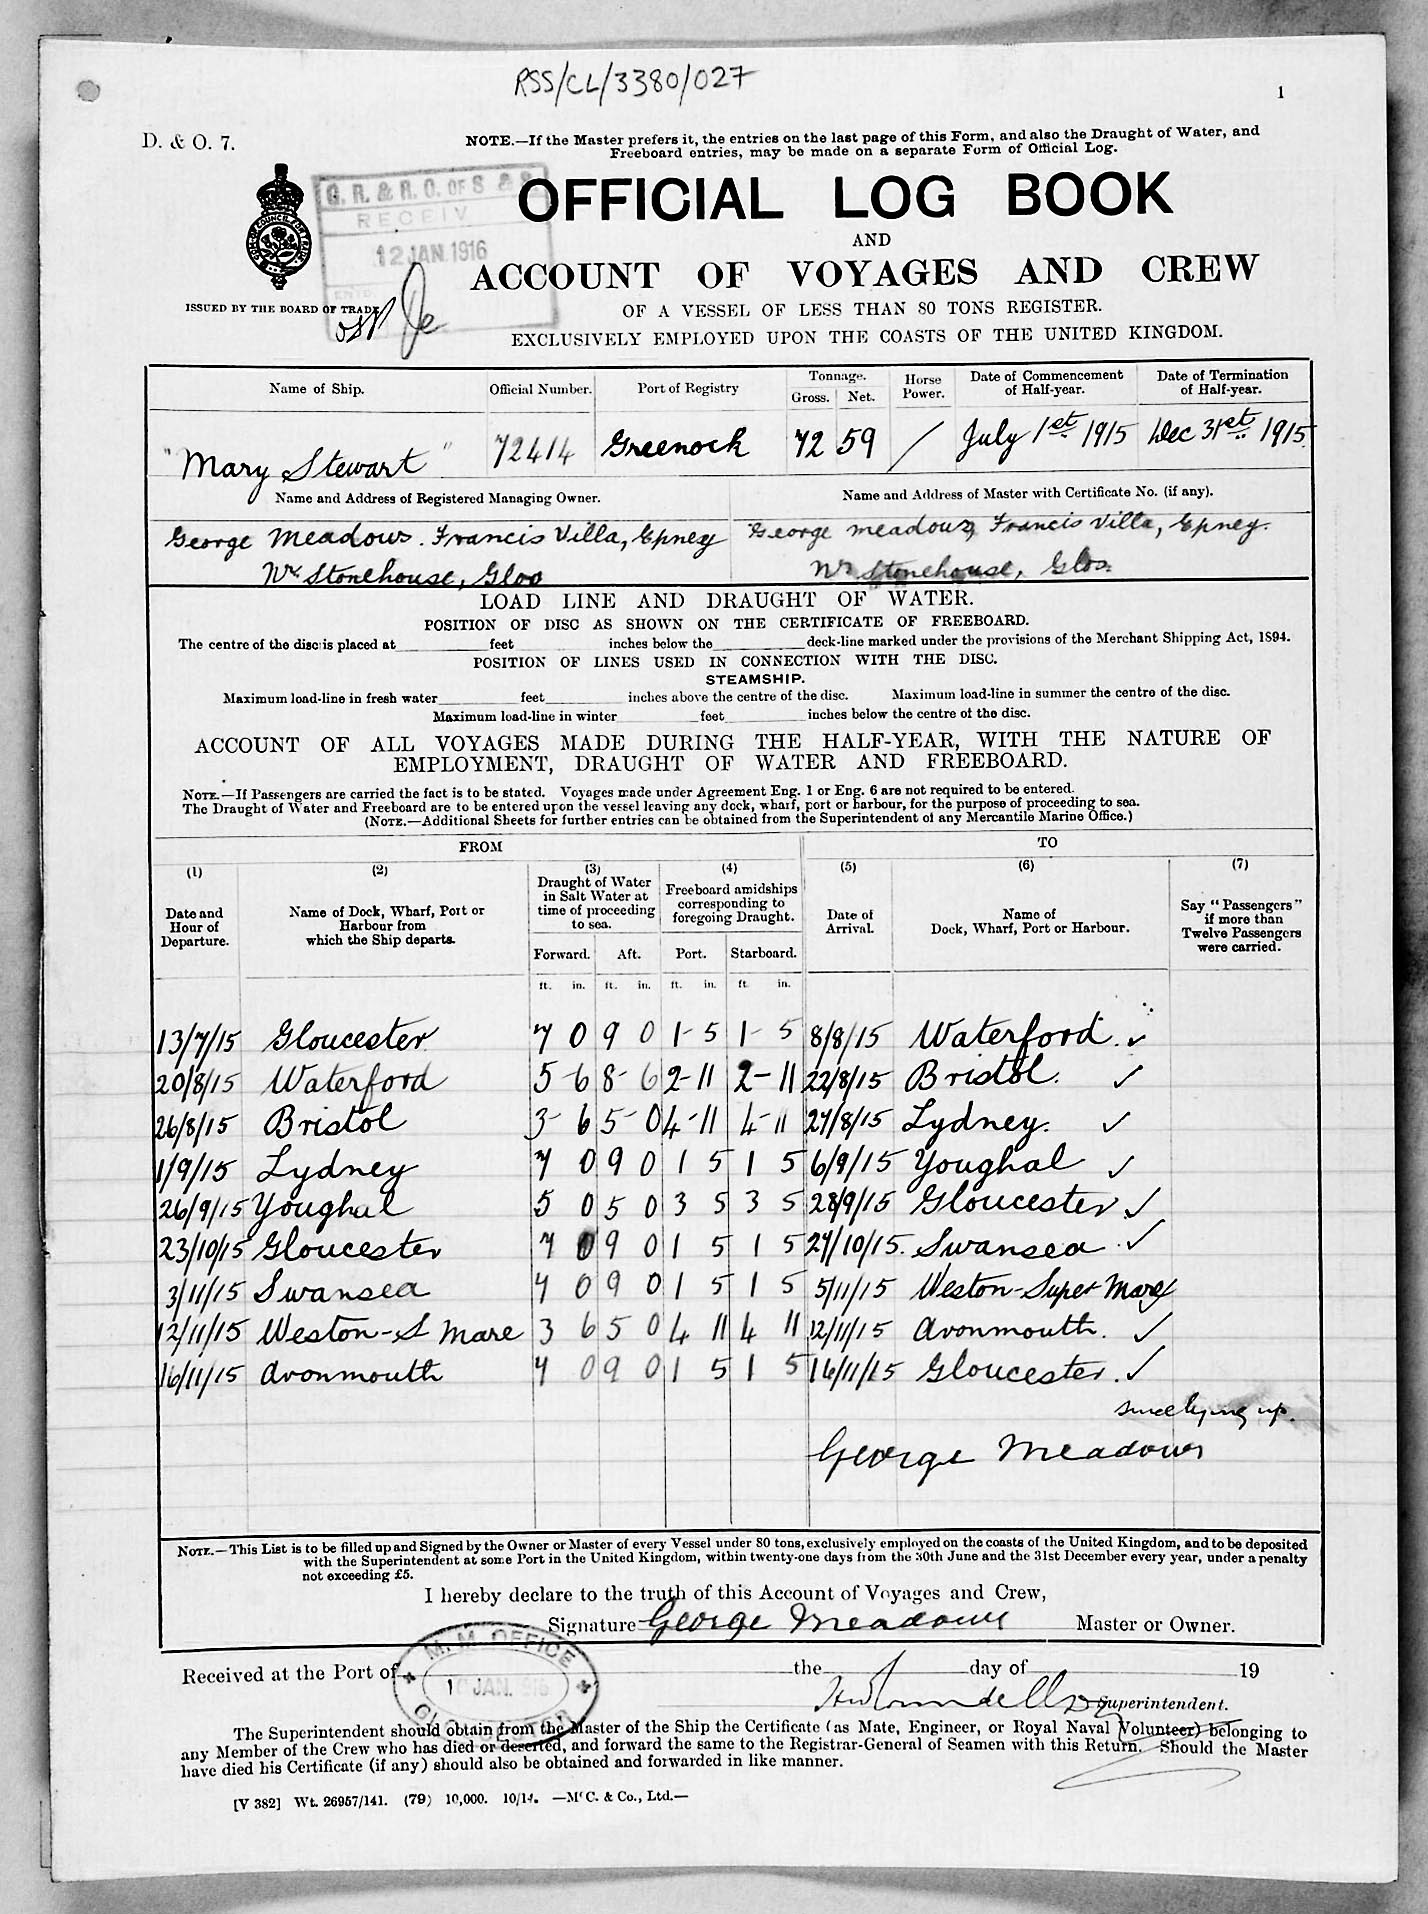 RSS/CL/3380/027
1
D. & O. 7.
NOTE.—If the Master prefers it, the entries on the last page of this Form, and also the Draught of Water, and
Freeboard entries, may be made on a separate Form of Official Log.
G. R. & R. O. OF S & S
RECEIV
12 JAN. 1916
OFFICIAL LOG BOOK
AND
ACCOUNT OF VOYAGES AND CREW
ISSUED BY THE BOARD OF TRADE
OF A VESSEL OF LESS THAN 80 TONS REGISTER.
EXCLUSIVELY EMPLOYED UPON THE COASTS OF THE UNITED KINGDOM.
Name of Ship. Official Number. Port of Registry Tonnage. Gross. Net. Horse Power. Date of Commencement of Half-year. Date of Termination of Half-year.
"Mary Stewart" 72414 Greenock 72 59 / July 1st 1915 Dec 31st 1915
Name and Address of Registered Managing Owner. Name and Address of Master with Certificate No. (if any).
George Meadows. Francis Villa, Epney George Meadows, Francis Villa, Epney.
Nr Stonehouse, Glos Nr Stonehouse, Glos.
LOAD LINE AND DRAUGHT OF WATER.
POSITION OF DISC AS SHOWN ON THE CERTIFICATE OF FREEBOARD.
The centre of the disc is placed at feet inches below the deck-line marked under the provisions of the Merchant Shipping Act, 1894.
POSITION OF LINES USED IN CONNECTION WITH THE DISC.
STEAMSHIP.
Maximum load-line in fresh water feet inches above the centre of the disc. Maximum load-line in summer the centre of the disc.
Maximum load-line in winter feet inches below the centre of the disc.
ACCOUNT OF ALL VOYAGES MADE DURING THE HALF-YEAR, WITH THE NATURE OF
EMPLOYMENT, DRAUGHT OF WATER AND FREEBOARD.
NOTE.—If Passengers are carried the fact is to be stated. Voyages made under Agreement Eng. 1 or Eng. 6 are not required to be entered.
The Draught of Water and Freeboard are to be entered upon the vessel leaving any dock, wharf, port or harbour, for the purpose of proceeding to sea.
(NOTE.—Additional Sheets for further entries can be obtained from the Superintendent of any Mercantile Marine Office.)
FROM TO
(1) (2) (3) (4) (5) (6) (7)
Date and Hour of Departure. Name of Dock, Wharf, Port or Harbour from which the Ship departs. Draught of Water in Salt Water at time of proceeding to sea. Freeboard amidships corresponding to foregoing Draught. Date of Arrival. Name of Dock, Wharf, Port or Harbour. Say "Passengers" if more than Twelve Passengers were carried.
Forward. Aft. Port. Starboard.
ft. in. ft. in. ft. in. ft. in.
13/7/15 Gloucester 7 0 9 0 1- 5 1- 5 8/8/15 Waterford. ✓
20/8/15 Waterford 5-6 8-6 2-11 2-11 22/8/15 Bristol. ✓
26/8/15 Bristol 3-6 5-0 4-11 4-11 27/8/15 Lydney. ✓
1/9/15 Lydney 7 0 9 0 1 5 1 5 6/9/15 Youghal ✓
26/9/15 Youghal 5 0 5 0 3 5 3 5 28/9/15 Gloucester ✓
23/10/15 Gloucester 7 0 9 0 1 5 1 5 27/10/15. Swansea ✓
3/11/15 Swansea 7 0 9 0 1 5 1 5 5/11/15 Weston-Super Mare ✓
12/11/15 Weston-S Mare 3 6 5 0 4 11 4 11 12/11/15 Avonmouth. ✓
16/11/15 Avonmouth 7 0 9 0 1 5 1 5 16/11/15 Gloucester. ✓
since lying up.
George Meadows
NOTE.—This List is to be filled up and Signed by the Owner or Master of every Vessel under 80 tons, exclusively employed on the coasts of the United Kingdom, and to be deposited
with the Superintendent at some Port in the United Kingdom, within twenty-one days from the 30th June and the 31st December every year, under a penalty
not exceeding £5.
I hereby declare to the truth of this Account of Voyages and Crew,
Signature George Meadows Master or Owner.
M. M. OFFICE
JAN. 1916
Received at the Port of the day of 19
Superintendent.
The Superintendent should obtain from the Master of the Ship the Certificate (as Mate, Engineer, or Royal Naval Volunteer) belonging to
any Member of the Crew who has died or deserted, and forward the same to the Registrar-General of Seamen with this Return. Should the Master
have died his Certificate (if any) should also be obtained and forwarded in like manner.
[V 382] Wt. 26957/141. (79) 10,000. 10/14. —McC. & Co., Ltd.—